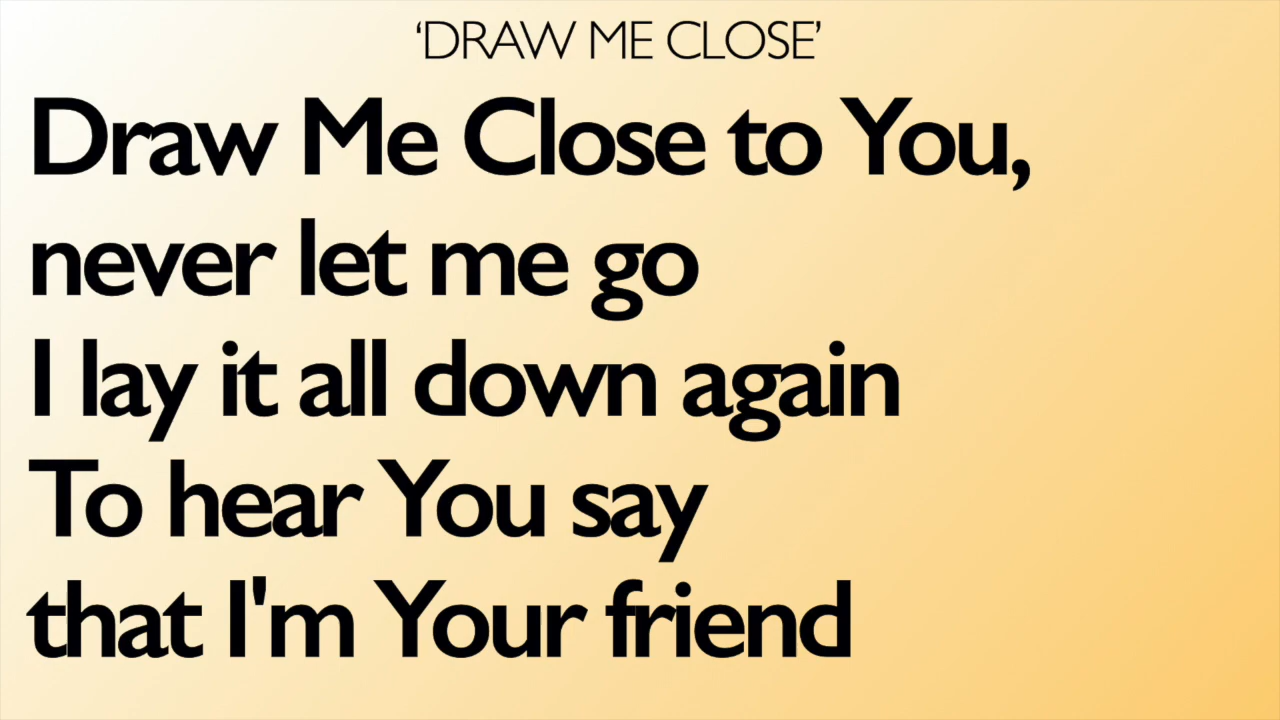 ‘DRAW ME CLOSE’
Draw Me Close to You,
never let me go
I lay it all down again
To hear You say
that I'm Your friend